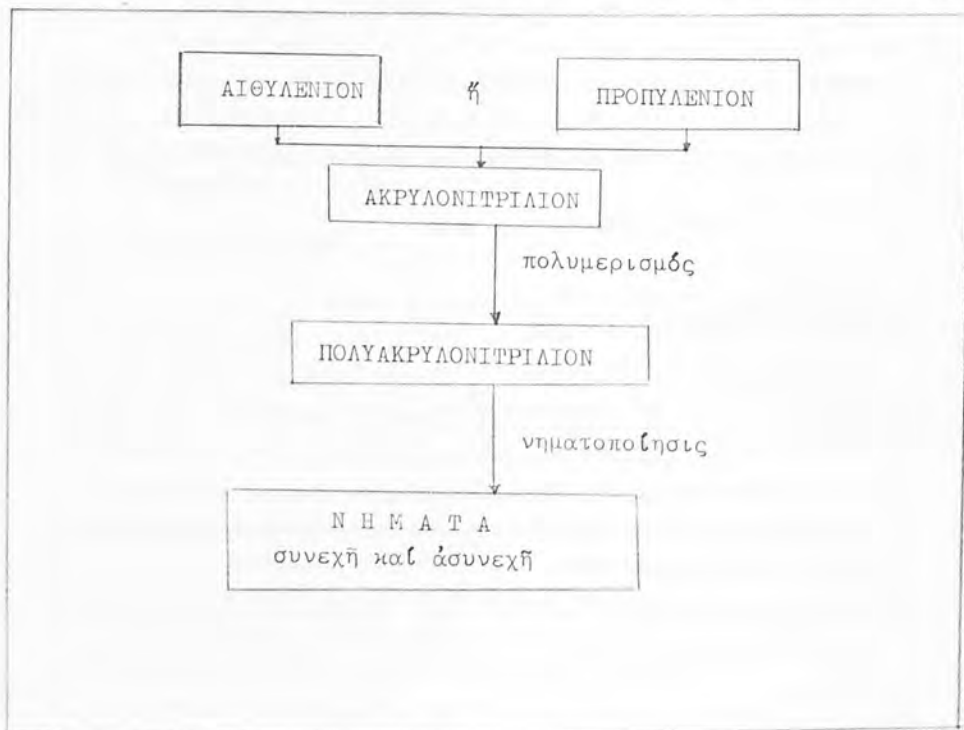 ΑΙΘΥΛΕΝΙΟΝ ἤ ΠΡΟΠΥΛΕΝΙΟΝ
ΑΚΡΥΛΟΝΙΤΡΙΛΙΟΝ
πολυμερισμός
ΠΟΛΥΑΚΡΥΛΟΝΙΤΡΙΛΙΟΝ
νηματοποίησις
Ν Η Μ Α Τ Α
συνεχῆ καί ἀσυνεχῆ